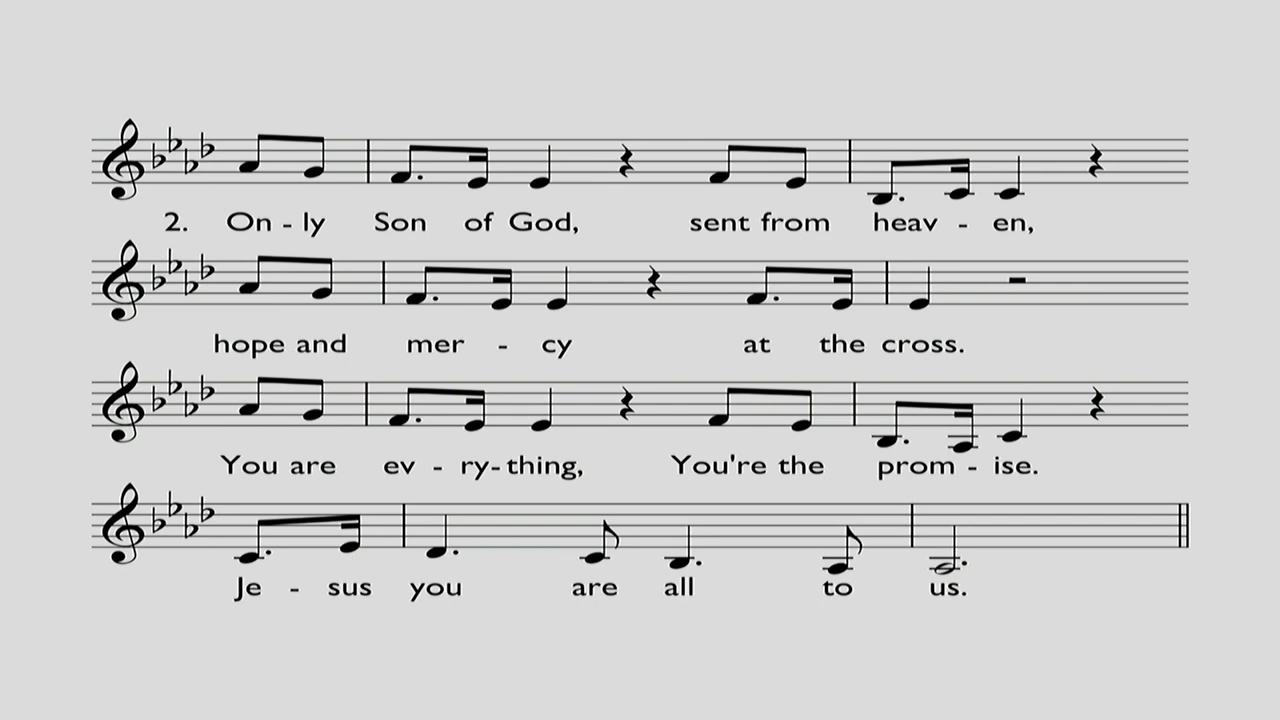 2. On - ly Son of God, sent from heav - en,
hope and mer - cy at the cross.
You are ev - ry - thing, You're the prom - ise.
Je - sus you are all to us.